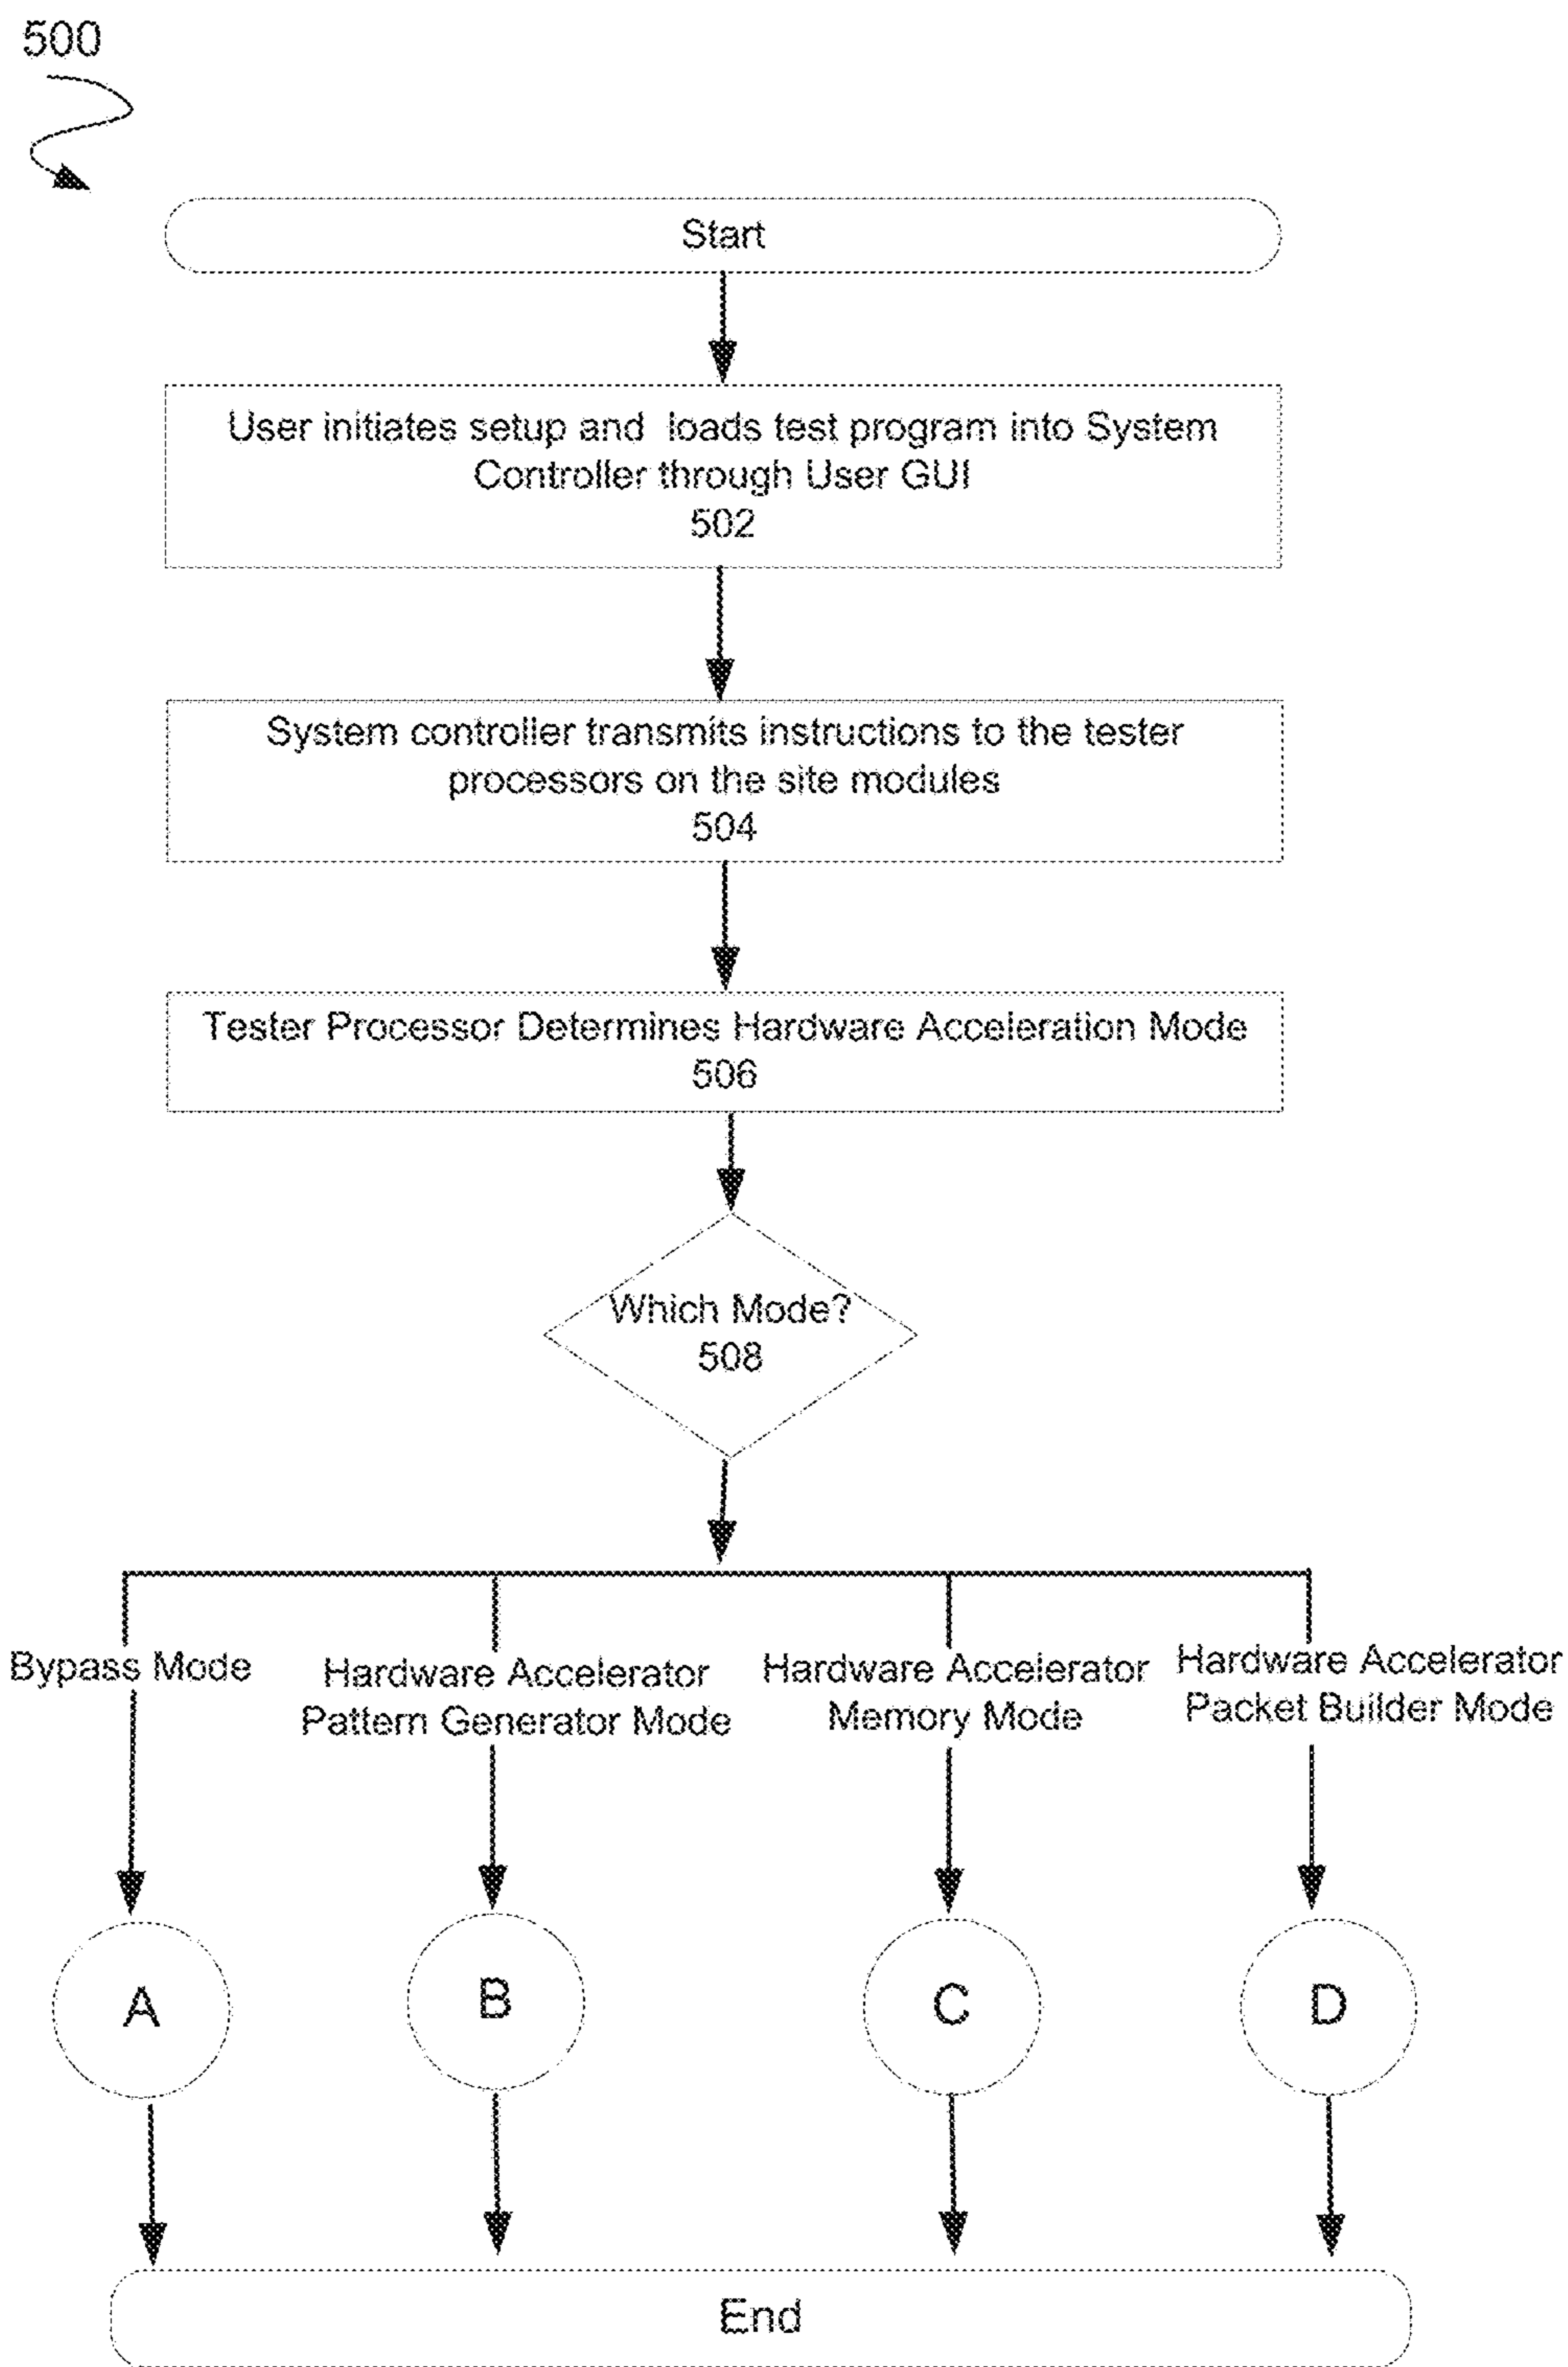 500
Start
User initiates setup and loads test program into System
Controller through User GUI
502
System controller transmits instructions to the tester
processors on the site modules
504
Tester Processor Determines Hardware Acceleration Mode
506
Which Mode?
508
Bypass Mode
Hardware Accelerator
Pattern Generator Mode
Hardware Accelerator
Memory Mode
Hardware Accelerator
Packet Builder Mode
A
B
C
D
End